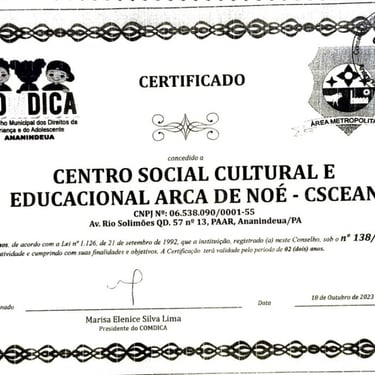 CERTIFICADO
DICA
ho Municipal dos Direitos da
iança e do Adolescente
ANANINDEUA
ÁREA METROPOLITA
concedido a
CENTRO SOCIAL CULTURAL E
EDUCACIONAL ARCA DE NOÉ - CSCEAN
CNPJ Nº: 06.538.090/0001-55
Av. Rio Solimões QD. 57 nº 13, PAAR, Ananindeua/PA
mos, de acordo com a Lei nº 1.126, de 21 de setembro de 1992, que a instituição, registrado (a) neste Conselho, sob o nº 138/
atividade e cumprindo com suas finalidades e objetivos. A Certificação terá validade pelo período de 02 (dois) anos.
inado
Data
18 de Outubro de 2023
Marisa Elenice Silva Lima
Presidente do COMDICA